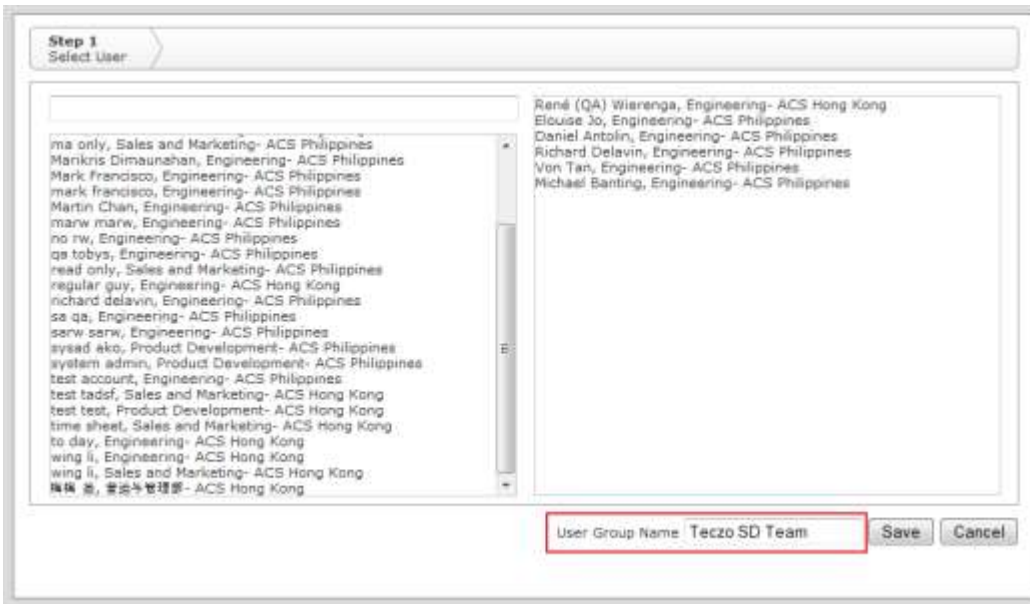 Step 1
Select User
ma only, Sales and Marketing- ACS Philippines
Marikris Dimaunahan, Engineering- ACS Philippines
Mark Francisco, Engineering- ACS Philippines
mark francisco, Engineering- ACS Philippines
Martin Chan, Engineering- ACS Philippines
marw marw, Engineering- ACS Philippines
no rw, Engineering- ACS Philippines
qa tobys, Engineering- ACS Philippines
read only, Sales and Marketing- ACS Philippines
regular guy, Engineering- ACS Hong Kong
richard delavin, Engineering- ACS Philippines
sa qa, Engineering- ACS Philippines
sarw sarw, Engineering- ACS Philippines
sysad ako, Product Development- ACS Philippines
system admin, Product Development- ACS Philippines
test account, Engineering- ACS Philippines
test tadsf, Sales and Marketing- ACS Hong Kong
test test, Product Development- ACS Hong Kong
time sheet, Sales and Marketing- ACS Hong Kong
to day, Engineering- ACS Hong Kong
wing li, Engineering- ACS Hong Kong
wing li, Sales and Marketing- ACS Hong Kong
- ACS Hong Kong
René (QA) Wierenga, Engineering- ACS Hong Kong
Elouise Jo, Engineering- ACS Philippines
Daniel Antolin, Engineering- ACS Philippines
Richard Delavin, Engineering- ACS Philippines
Von Tan, Engineering- ACS Philippines
Michael Banting, Engineering- ACS Philippines
User Group Name Teczo SD Team Save Cancel